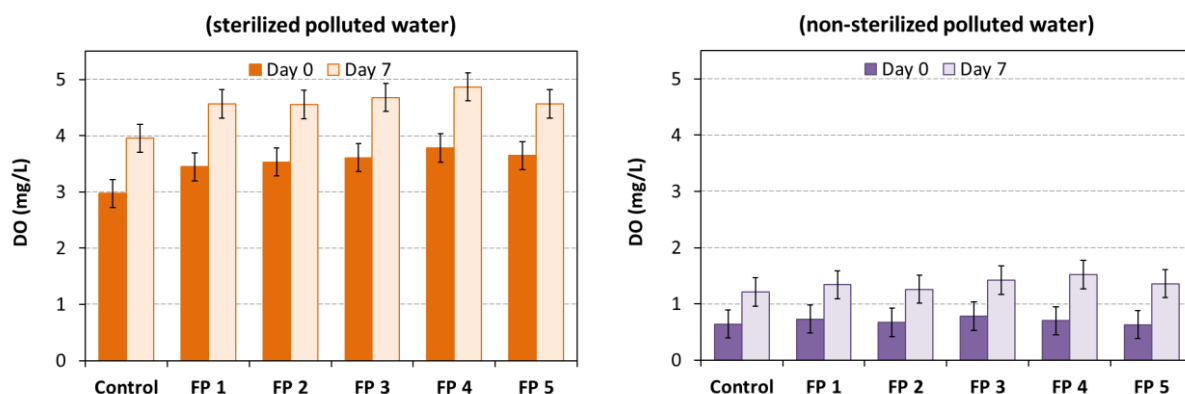 (sterilized polluted water)
Day 0 Day 7
DO (mg/L)
5
4
3
2
1
0
Control FP 1 FP 2 FP 3 FP 4 FP 5
(non-sterilized polluted water)
Day 0 Day 7
DO (mg/L)
5
4
3
2
1
0
Control FP 1 FP 2 FP 3 FP 4 FP 5